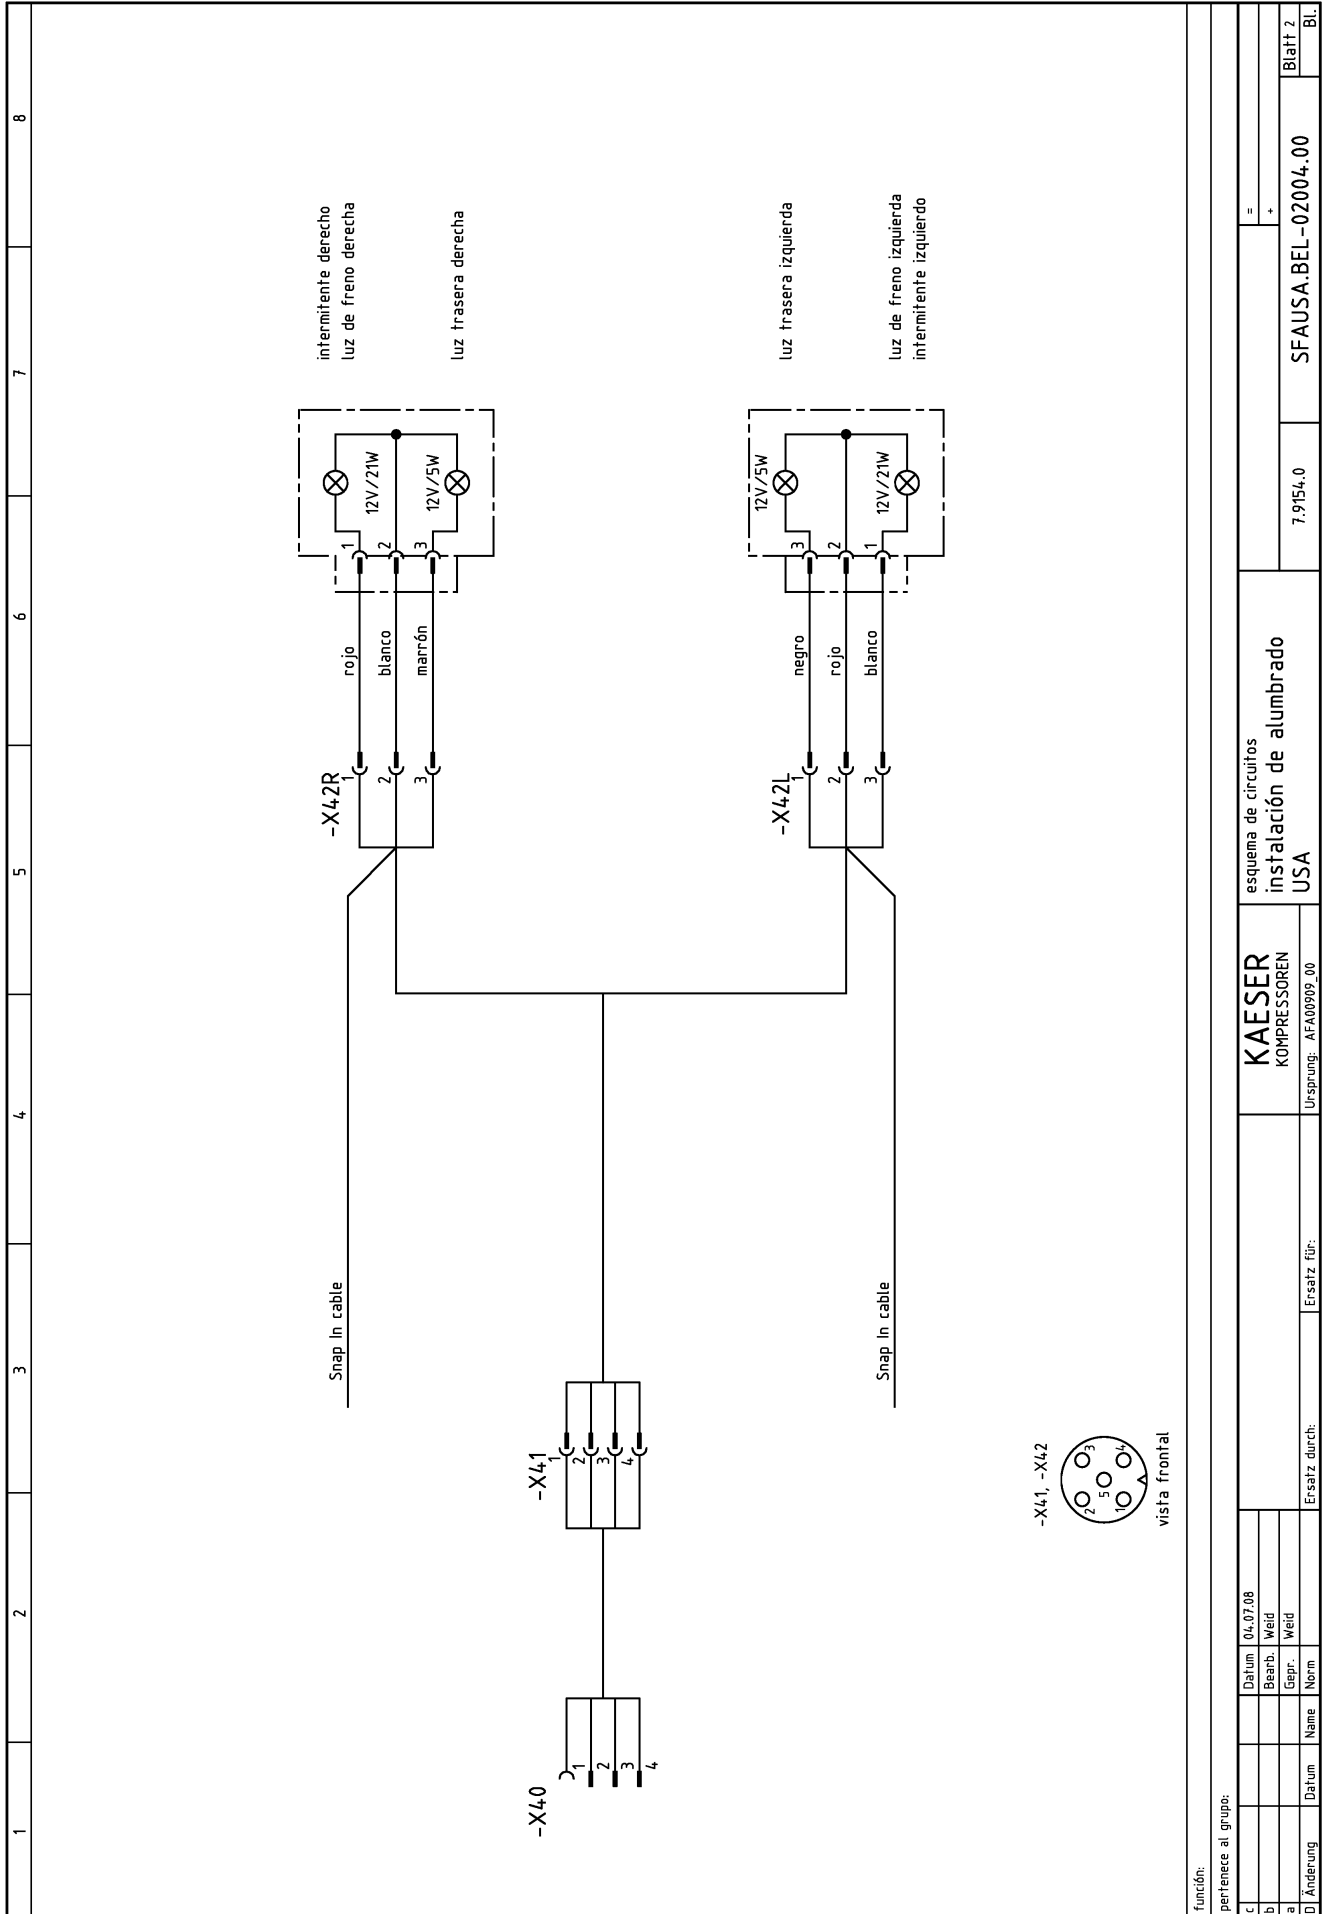 1
2
3
4
5
6
7
8
intermitente derecho
luz de freno derecha
luz trasera derecha
12V/21W
12V/5W
1
2
3
rojo
blanco
marrón
-X42R
1
2
3
Snap In cable
luz trasera izquierda
luz de freno izquierda
intermitente izquierdo
12V/5W
12V/21W
3
2
1
negro
rojo
blanco
-X42L
1
2
3
Snap In cable
-X41
1
2
3
4
-X40
1
2
3
4
-X41, -X42
1
2
3
4
5
vista frontal
función:
pertenece al grupo:
c
b
a
D
Änderung
Datum
Name
Datum
04.07.08
Bearb.
Weid
Gepr.
Weid
Norm
Ersatz durch:
Ersatz für:
KAESER
KOMPRESSOREN
Ursprung: AFA00909_00
esquema de circuitos
instalación de alumbrado
USA
7.9154.0
=
+
SFAUSA.BEL-02004.00
Blatt 2
Bl.